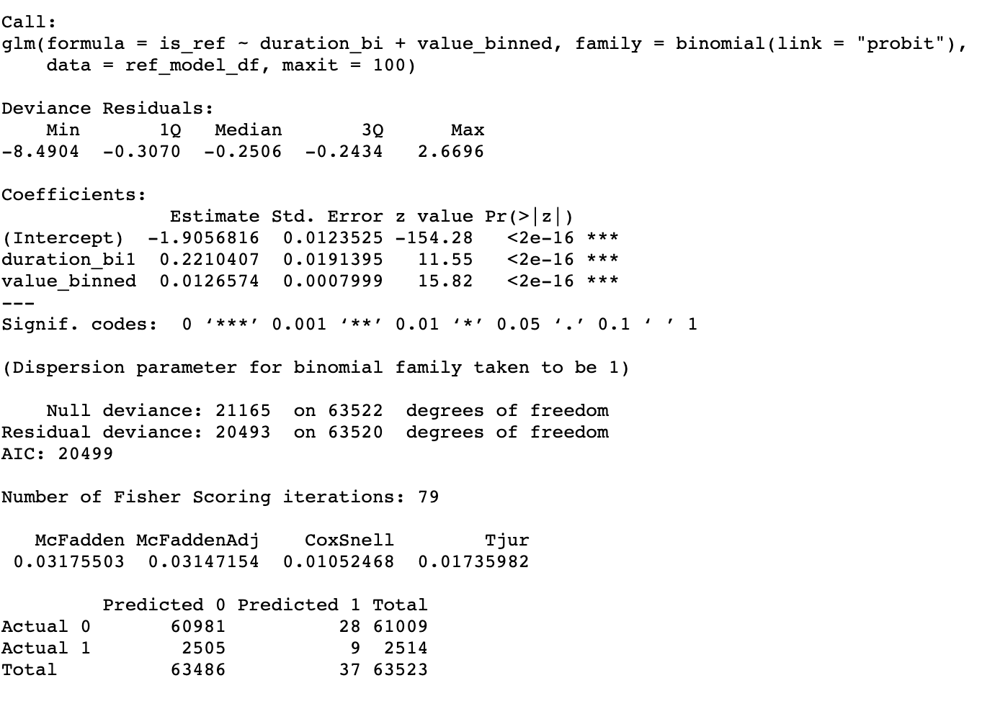 Call:
glm(formula = is_ref ~ duration_bi + value_binned, family = binomial(link = "probit"),
    data = ref_model_df, maxit = 100)

Deviance Residuals:
    Min       1Q   Median       3Q      Max
-8.4904  -0.3070  -0.2506  -0.2434   2.6696

Coefficients:
               Estimate Std. Error z value Pr(>|z|)
(Intercept)  -1.9056816  0.0123525 -154.28   <2e-16 ***
duration_bi1  0.2210407  0.0191395   11.55   <2e-16 ***
value_binned  0.0126574  0.0007999   15.82   <2e-16 ***
---
Signif. codes:  0 ‘***’ 0.001 ‘**’ 0.01 ‘*’ 0.05 ‘.’ 0.1 ‘ ’ 1

(Dispersion parameter for binomial family taken to be 1)

    Null deviance: 21165  on 63522  degrees of freedom
Residual deviance: 20493  on 63520  degrees of freedom
AIC: 20499

Number of Fisher Scoring iterations: 79

   McFadden McFaddenAdj    CoxSnell        Tjur
 0.03175503  0.03147154  0.01052468  0.01735982

         Predicted 0 Predicted 1 Total
Actual 0       60981          28 61009
Actual 1        2505           9  2514
Total          63486          37 63523